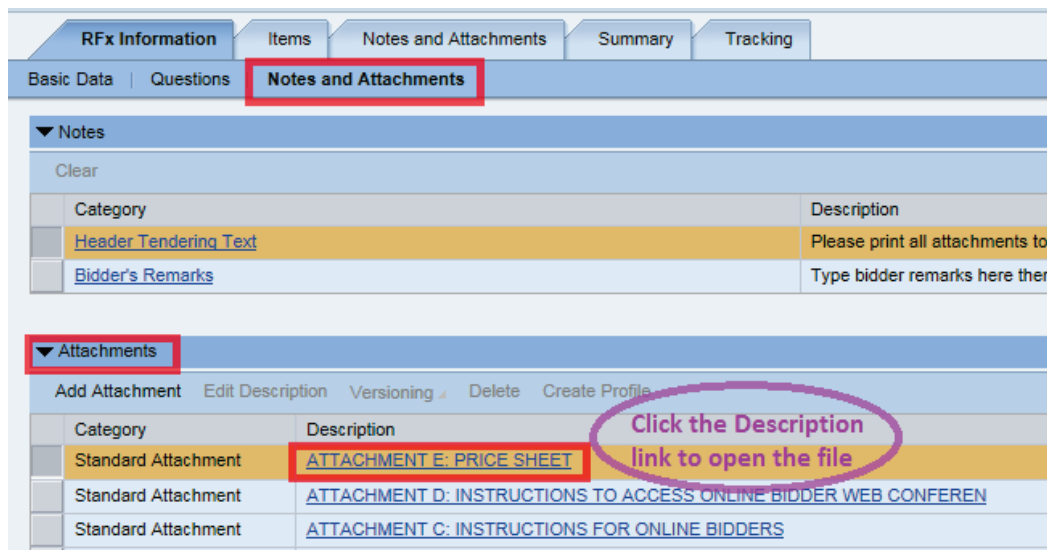 RFx Information Items Notes and Attachments Summary Tracking
Basic Data | Questions Notes and Attachments
Notes
Clear
Category Description
Header Tendering Text Please print all attachments to
Bidder's Remarks Type bidder remarks here ther
Attachments
Add Attachment Edit Description Versioning Delete Create Profile
Category Description
Click the Description
link to open the file
Standard Attachment ATTACHMENT E: PRICE SHEET
Standard Attachment ATTACHMENT D: INSTRUCTIONS TO ACCESS ONLINE BIDDER WEB CONFEREN
Standard Attachment ATTACHMENT C: INSTRUCTIONS FOR ONLINE BIDDERS